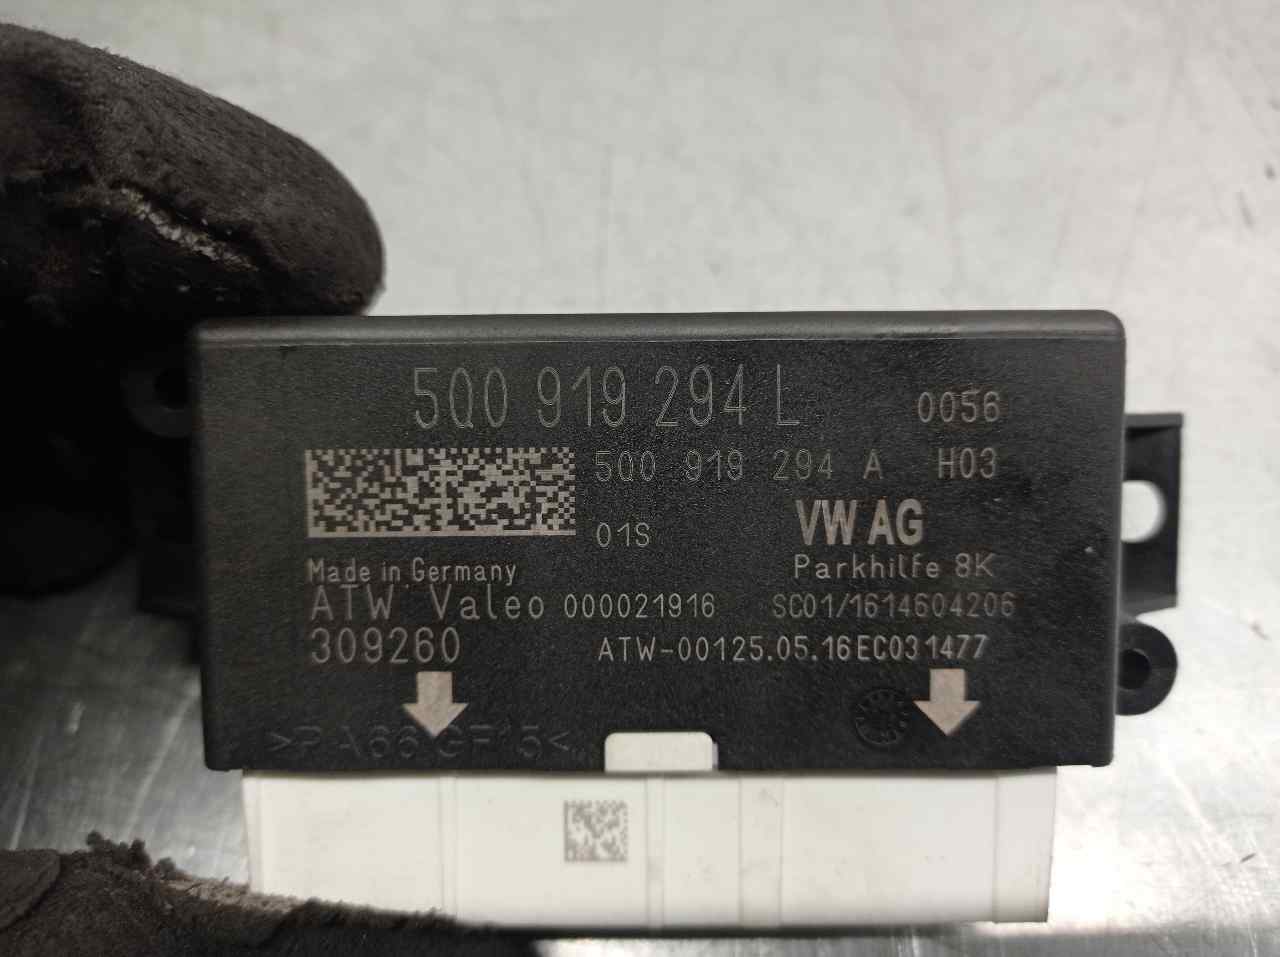 5Q0 919 294 L 0056
5Q0 919 294 A H03
01S VW AG
Made in Germany Parkhilfe 8K
ATW Valeo 000021916 SC01/1614604206
309260 ATW-00125.05.16EC031477
>PA66 GF15<